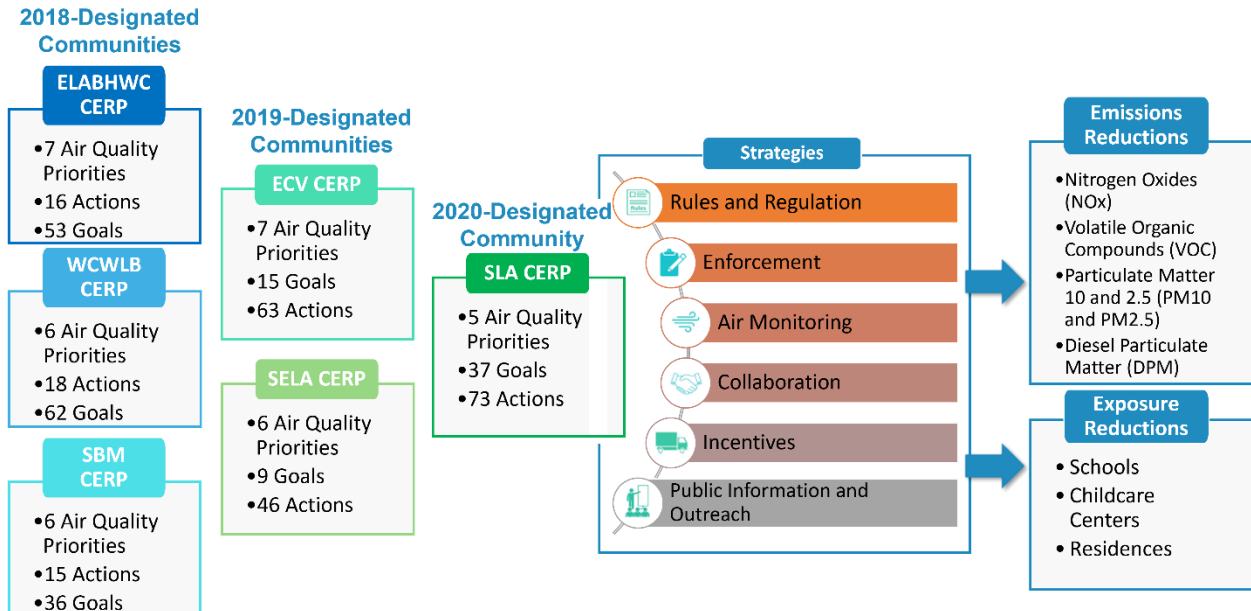 2018-Designated
Communities
ELABHWC
CERP
•7 Air Quality
Priorities
•16 Actions
•53 Goals
WCWLB
CERP
•6 Air Quality
Priorities
•18 Actions
•62 Goals
SBM
CERP
•6 Air Quality
Priorities
•15 Actions
•36 Goals
2019-Designated
Communities
ECV CERP
•7 Air Quality
Priorities
•15 Goals
•63 Actions
SELA CERP
•6 Air Quality
Priorities
•9 Goals
•46 Actions
2020-Designated
Community
SLA CERP
•5 Air Quality
Priorities
•37 Goals
•73 Actions
Strategies
Rules
Rules and Regulation
Enforcement
Air Monitoring
Collaboration
Incentives
Public Information and
Outreach
Emissions
Reductions
•Nitrogen Oxides
(NOx)
•Volatile Organic
Compounds (VOC)
•Particulate Matter
10 and 2.5 (PM10
and PM2.5)
•Diesel Particulate
Matter (DPM)
Exposure
Reductions
• Schools
• Childcare
Centers
• Residences